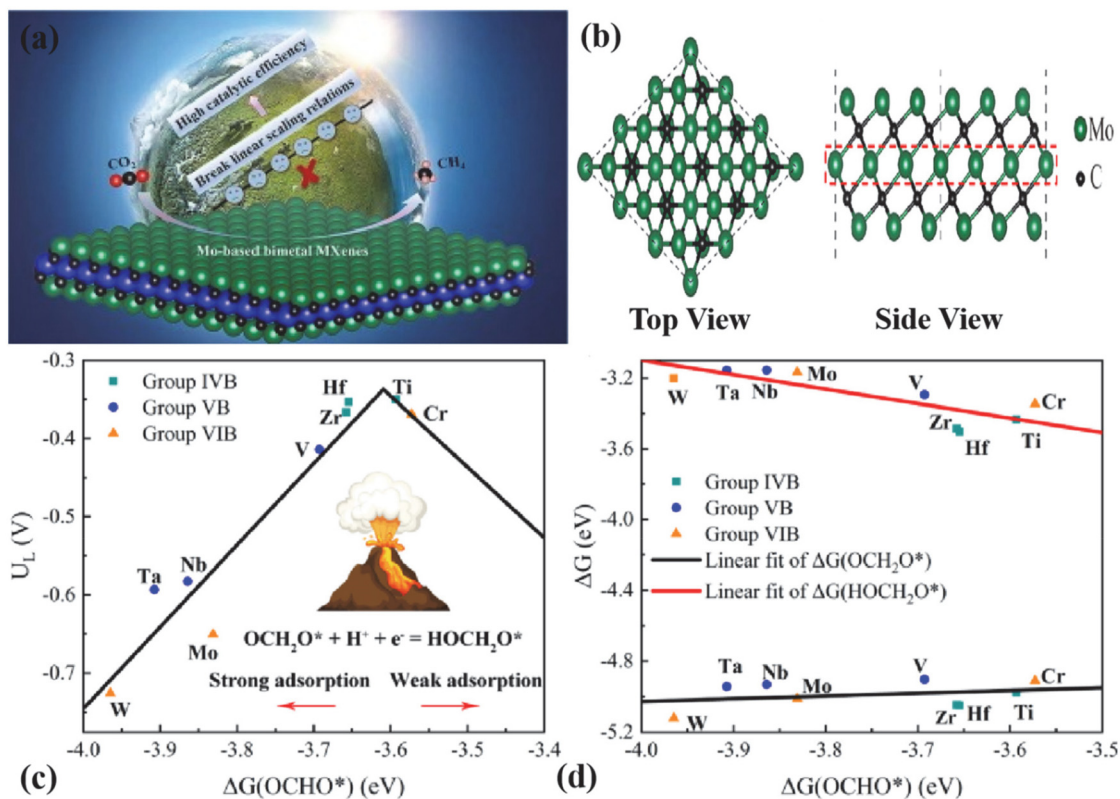 (a)
High catalytic efficiency
Break linear scaling relations
CO₂
CH₄
Mo-based bimetal MXenes
(b)
Mo
C
Top View
Side View
-0.3
-0.4
-0.5
-0.6
-0.7
U_L (V)
Group IVB
Group VB
Group VIB
Hf
Ti
Zr
Cr
V
Ta
Nb
Mo
W
OCH₂O* + H⁺ + e⁻ = HOCH₂O*
Strong adsorption
Weak adsorption
-4.0 -3.9 -3.8 -3.7 -3.6 -3.5 -3.4
(c)
ΔG(OCHO*) (eV)
-3.2
-3.6
-4.0
-4.4
-4.8
-5.2
ΔG (eV)
W
Ta
Nb
Mo
V
Cr
Zr
Hf
Ti
Group IVB
Group VB
Group VIB
Linear fit of ΔG(OCH₂O*)
Linear fit of ΔG(HOCH₂O*)
Ta
Nb
V
Cr
W
Mo
Zr
Hf
Ti
-4.0 -3.9 -3.8 -3.7 -3.6 -3.5
(d)
ΔG(OCHO*) (eV)